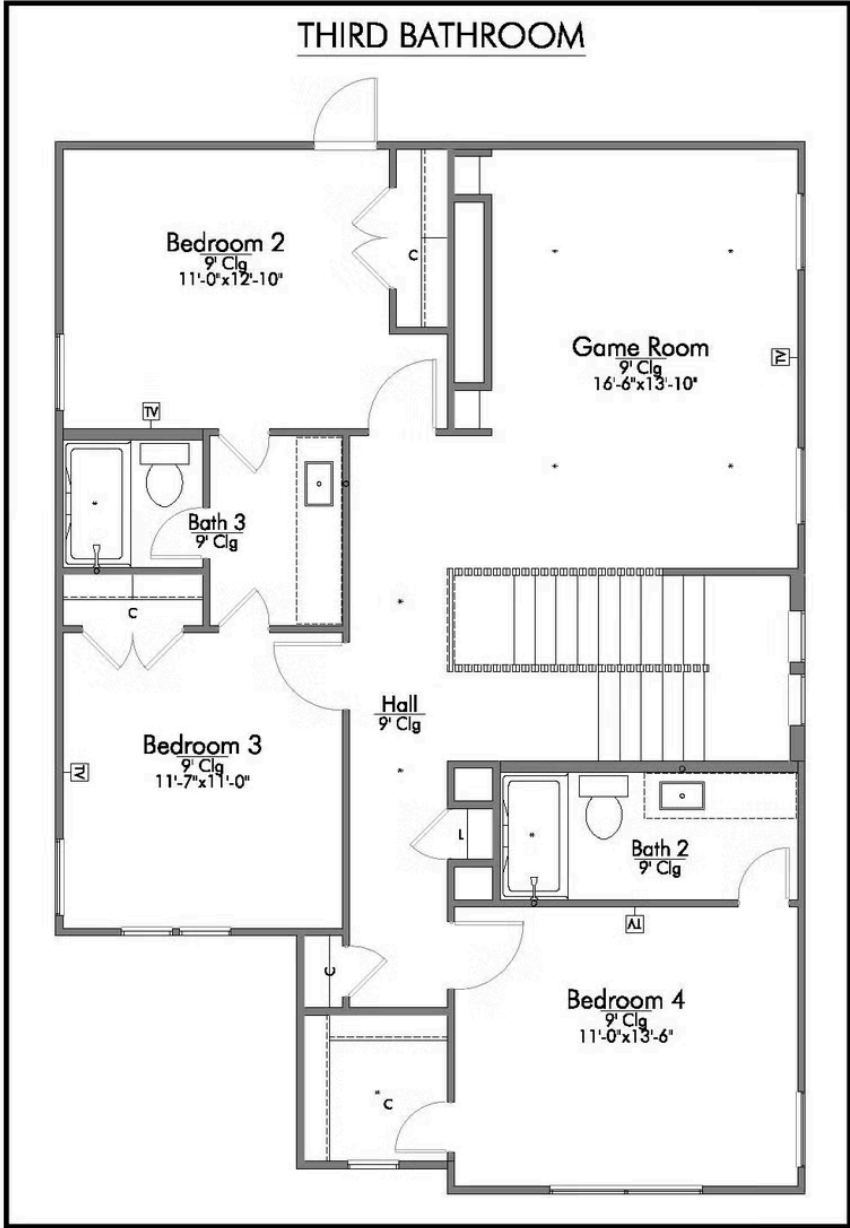 THIRD BATHROOM
Bedroom 2
9' Clg
11'-0"x12'-10"
C
Game Room
9' Clg
16'-6"x13'-10"
TV
TV
Bath 3
9' Clg
C
Hall
9' Clg
Bedroom 3
9' Clg
11'-7"x11'-0"
TV
L
Bath 2
9' Clg
TV
C
Bedroom 4
9' Clg
11'-0"x13'-6"
C